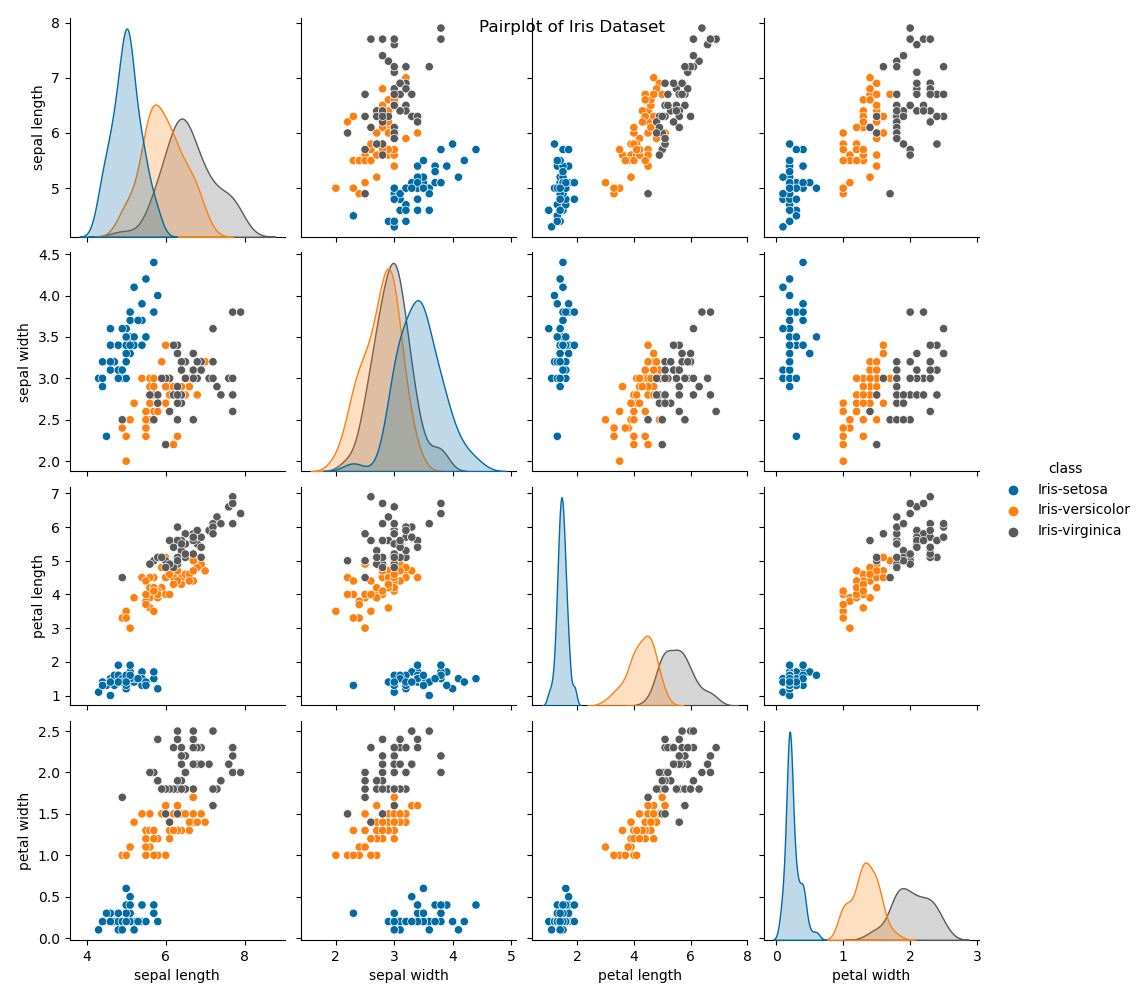 Pairplot of Iris Dataset
8
7
6
5
sepal length
4.5
4.0
3.5
3.0
2.5
2.0
sepal width
7
6
5
4
3
2
1
petal length
2.5
2.0
1.5
1.0
0.5
0.0
petal width
4 6 8
sepal length
2 3 4 5
sepal width
2 4 6 8
petal length
0 1 2 3
petal width
class
Iris-setosa
Iris-versicolor
Iris-virginica